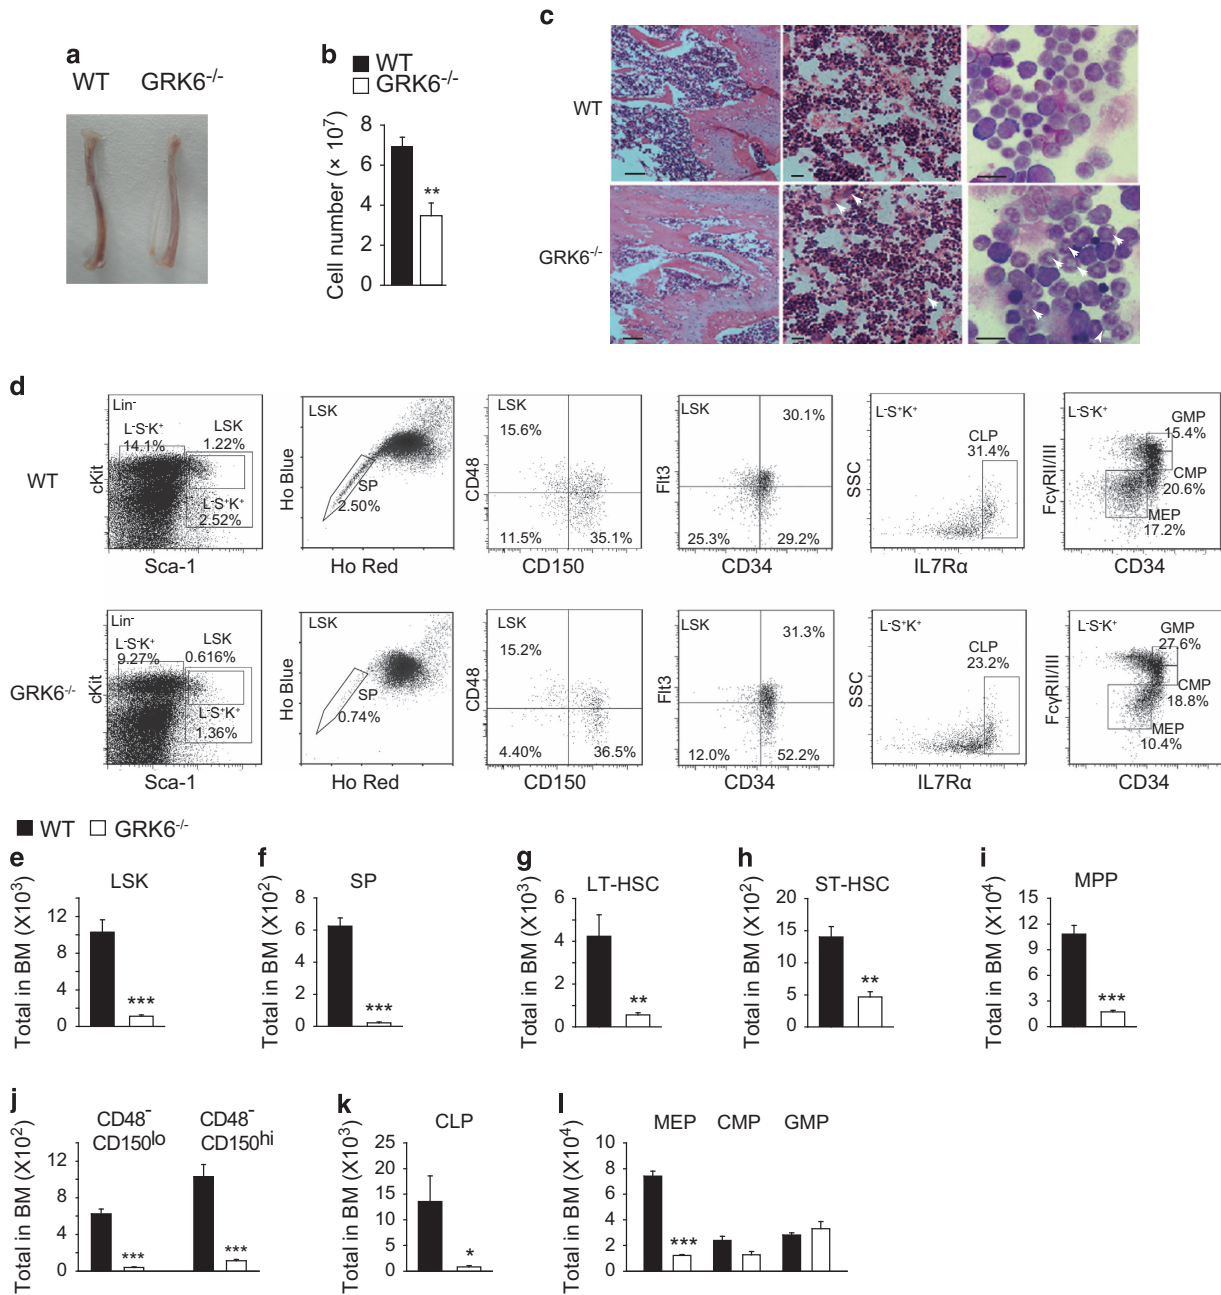 a
WT GRK6-/-
b
WT
GRK6-/-
Cell number (× 10⁷)
8
6
4
2
0
**
c
WT
GRK6-/-
d
WT
Lin⁻
L⁻S⁻K⁺
14.1%
LSK
1.22%
L⁻S⁺K⁺
2.52%
cKit
Sca-1
LSK
SP
2.50%
Ho Blue
Ho Red
LSK
15.6%
11.5% 35.1%
CD48
CD150
LSK
30.1%
25.3% 29.2%
Flt3
CD34
L⁻S⁺K⁺
CLP
31.4%
SSC
IL7Rα
L⁻S⁻K⁺
GMP
15.4%
CMP
20.6%
MEP
17.2%
FcγRII/III
CD34
GRK6-/-
Lin⁻
L⁻S⁻K⁺
9.27%
LSK
0.616%
L⁻S⁺K⁺
1.36%
cKit
Sca-1
LSK
SP
0.74%
Ho Blue
Ho Red
LSK
15.2%
4.40% 36.5%
CD48
CD150
LSK
31.3%
12.0% 52.2%
Flt3
CD34
L⁻S⁺K⁺
CLP
23.2%
SSC
IL7Rα
L⁻S⁻K⁺
GMP
27.6%
CMP
18.8%
MEP
10.4%
FcγRII/III
CD34
WT GRK6-/-
e
LSK
Total in BM (X10³)
12
8
4
0
***
f
SP
Total in BM (X10²)
8
6
4
2
0
***
g
LT-HSC
Total in BM (X10³)
6
4
2
0
**
h
ST-HSC
Total in BM (X10²)
20
15
10
5
0
**
i
MPP
Total in BM (X10⁴)
15
12
9
6
3
0
***
j
CD48⁻
CD150lo
CD48⁻
CD150hi
Total in BM (X10²)
12
8
4
0
***
***
k
CLP
Total in BM (X10³)
25
20
15
10
5
0
*
l
MEP CMP GMP
Total in BM (X10⁴)
10
8
6
4
2
0
***